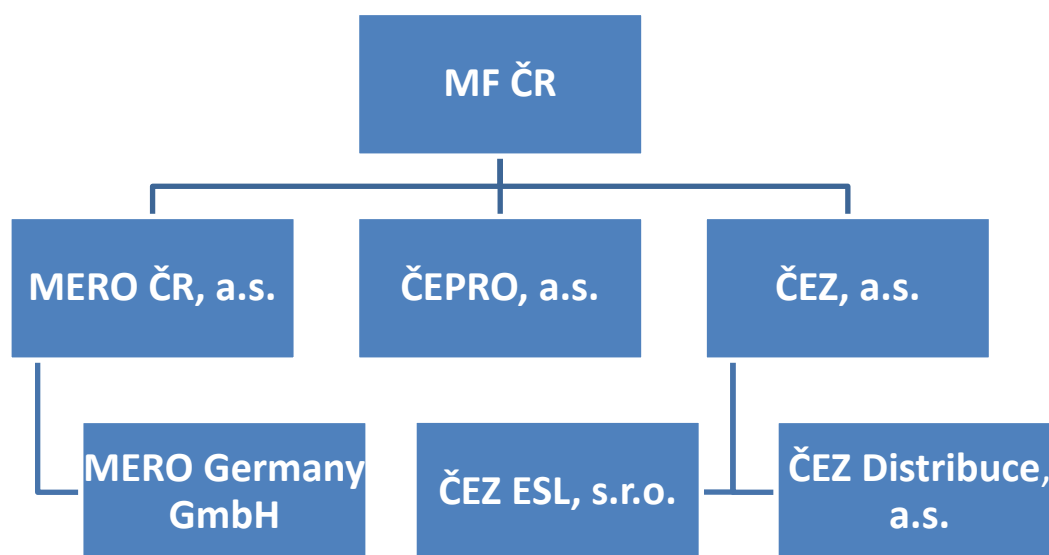 MF ČR
MERO ČR, a.s.
ČEPRO, a.s.
ČEZ, a.s.
MERO Germany
GmbH
ČEZ ESL, s.r.o.
ČEZ Distribuce,
a.s.